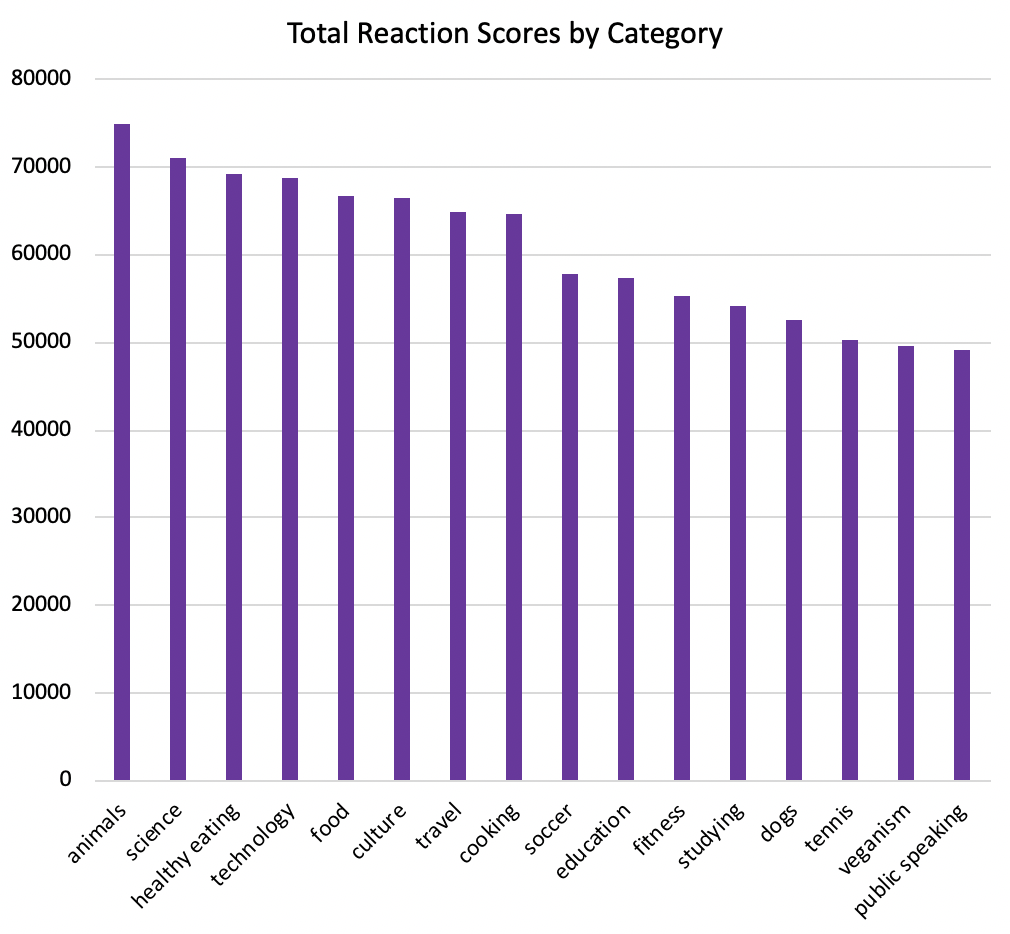 Total Reaction Scores by Category
80000
70000
60000
50000
40000
30000
20000
10000
0
animals
science
healthy eating
technology
food
culture
travel
cooking
soccer
education
fitness
studying
dogs
tennis
veganism
public speaking